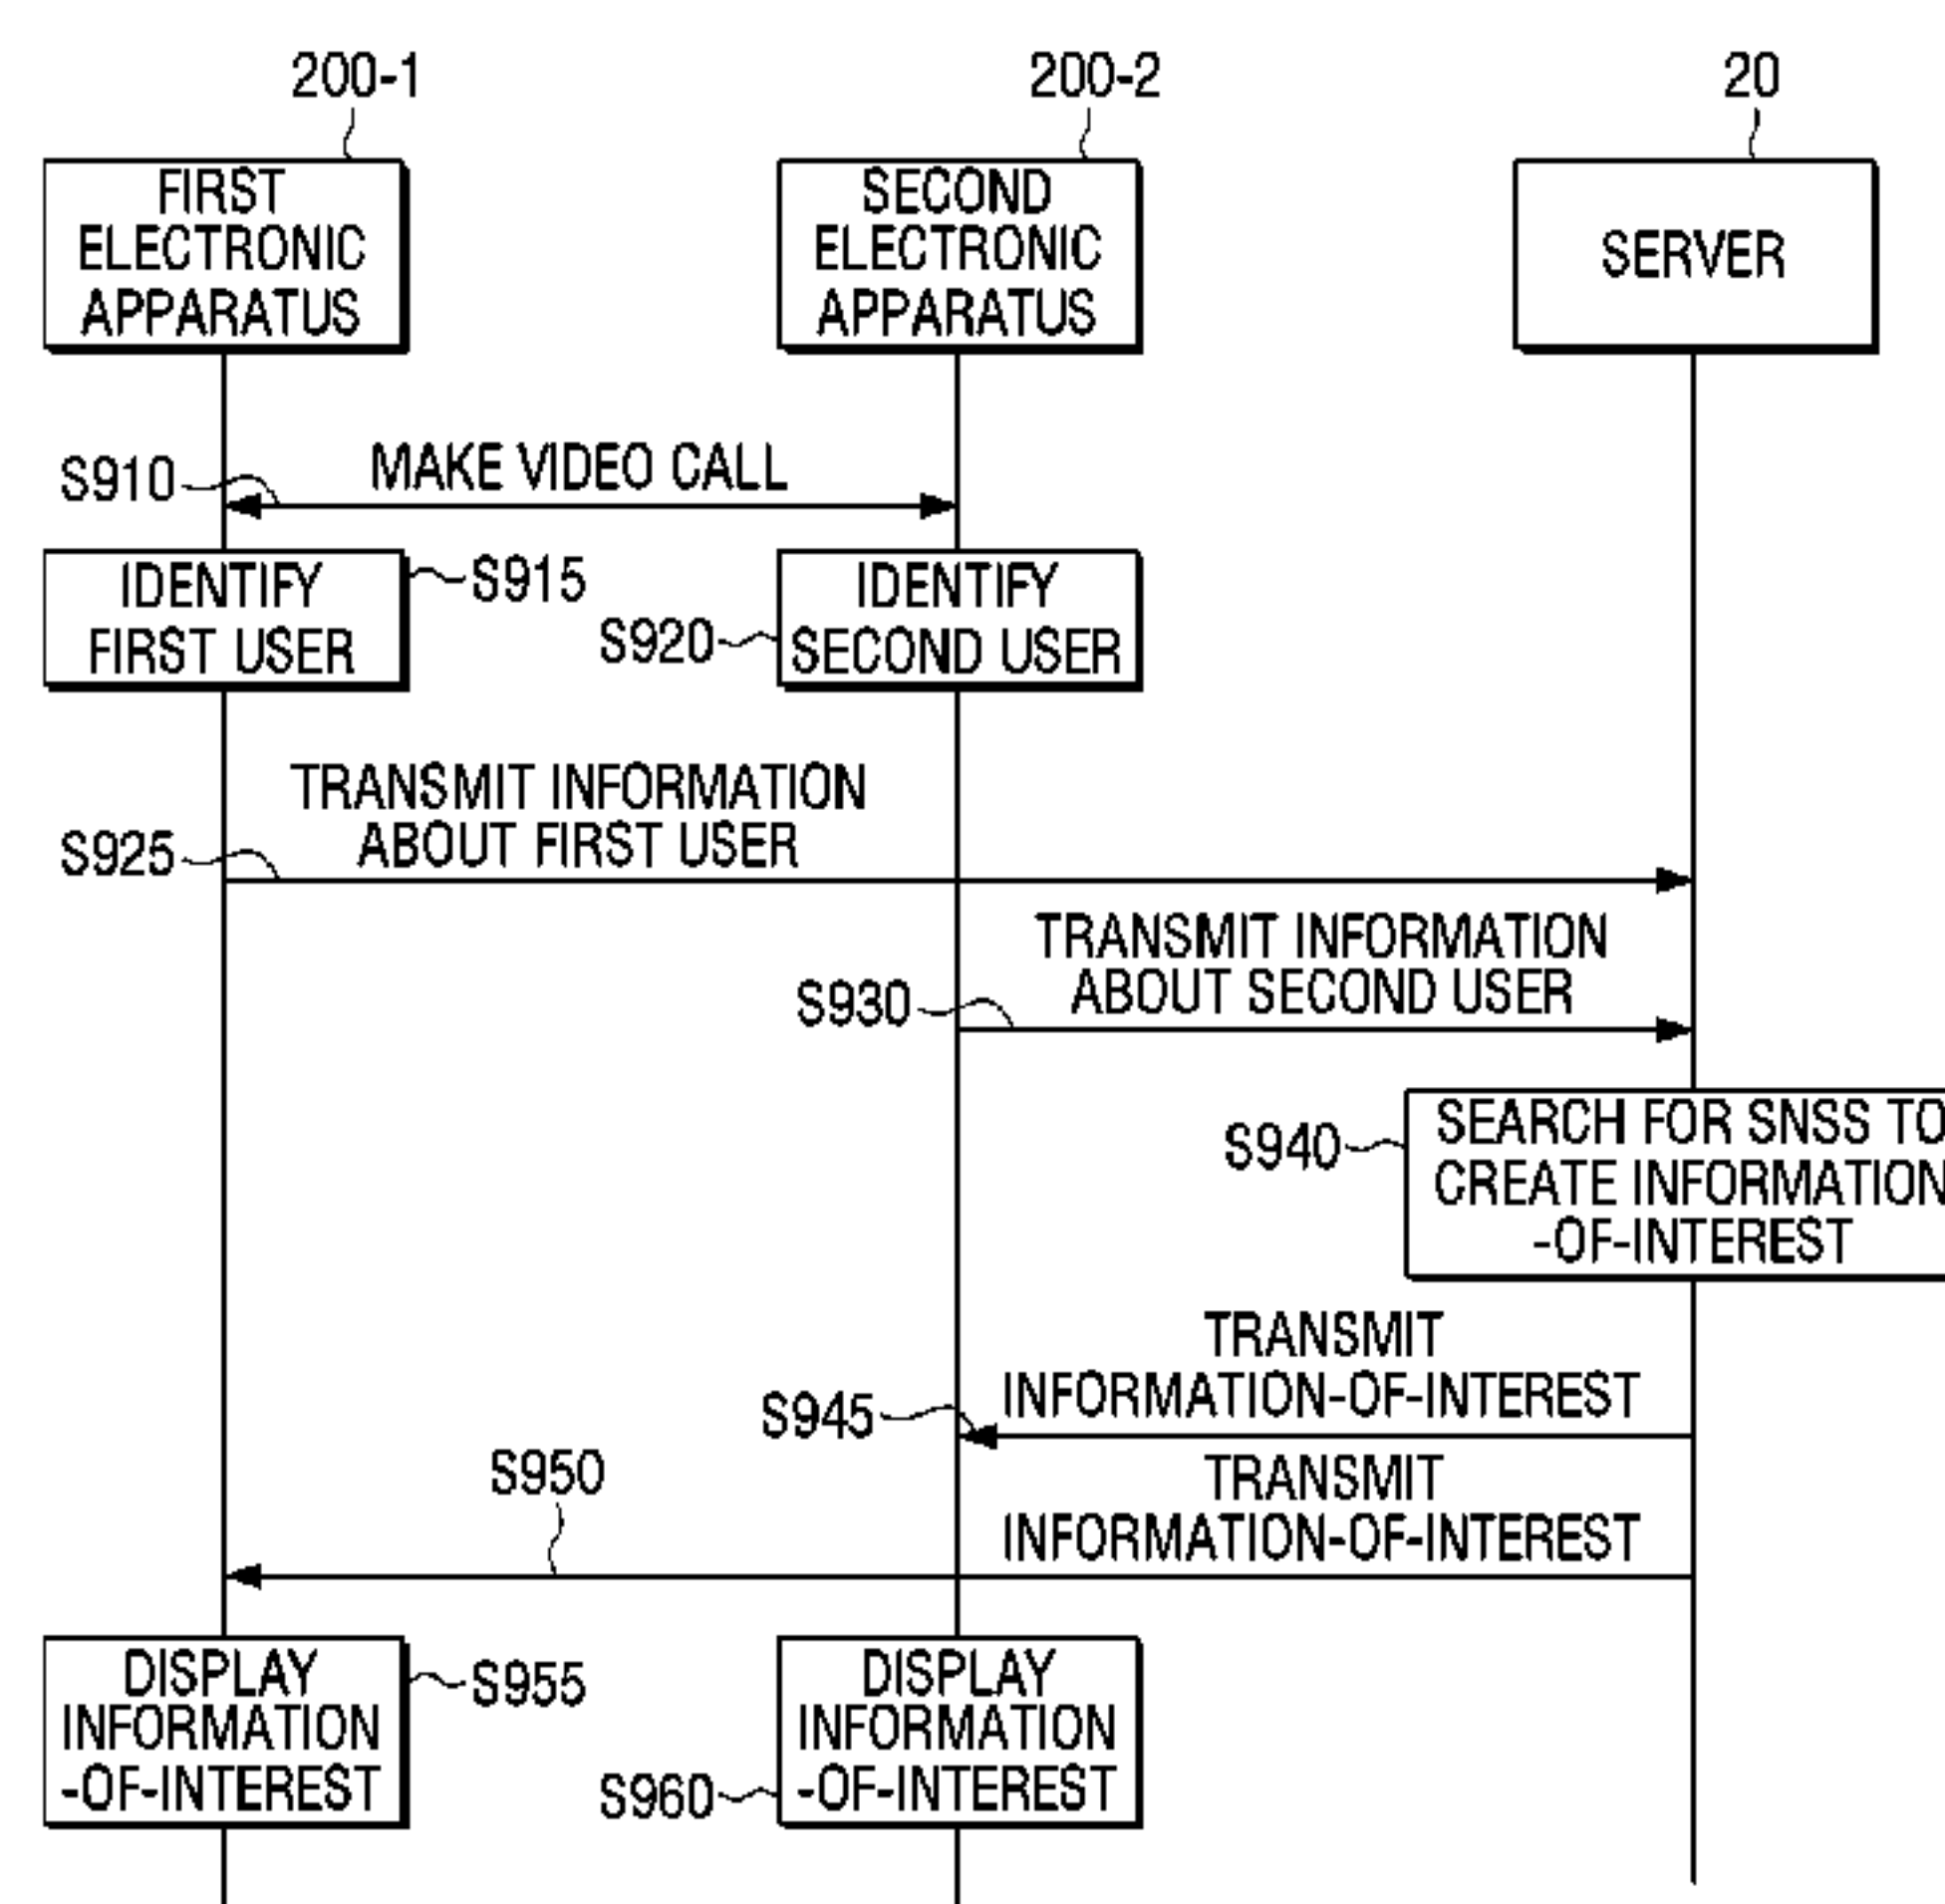 200-1
200-2
20
FIRST
ELECTRONIC
APPARATUS
SECOND
ELECTRONIC
APPARATUS
SERVER
S910
MAKE VIDEO CALL
IDENTIFY
FIRST USER
S915
S920
IDENTIFY
SECOND USER
TRANSMIT INFORMATION
ABOUT FIRST USER
S925
TRANSMIT INFORMATION
ABOUT SECOND USER
S930
S940
SEARCH FOR SNSS TO
CREATE INFORMATION
-OF-INTEREST
TRANSMIT
INFORMATION-OF-INTEREST
S945
S950
TRANSMIT
INFORMATION-OF-INTEREST
DISPLAY
INFORMATION
-OF-INTEREST
S955
S960
DISPLAY
INFORMATION
-OF-INTEREST